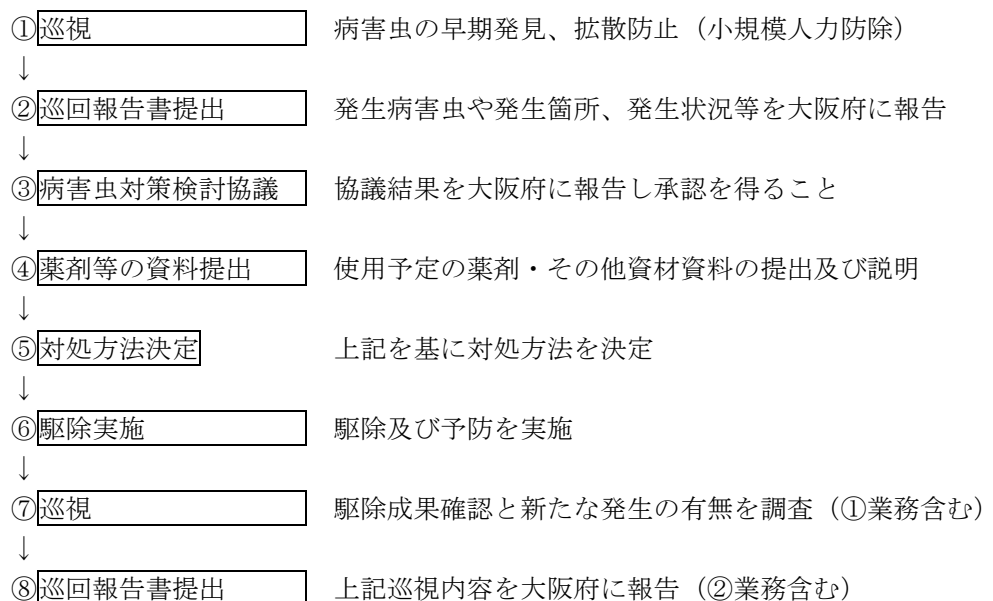 ①巡視 病害虫の早期発見、拡散防止（小規模人力防除）
↓
②巡回報告書提出 発生病害虫や発生箇所、発生状況等を大阪府に報告
↓
③病害虫対策検討協議 協議結果を大阪府に報告し承認を得ること
↓
④薬剤等の資料提出 使用予定の薬剤・その他資材資料の提出及び説明
↓
⑤対処方法決定 上記を基に対処方法を決定
↓
⑥駆除実施 駆除及び予防を実施
↓
⑦巡視 駆除成果確認と新たな発生の有無を調査（①業務含む）
↓
⑧巡回報告書提出 上記巡視内容を大阪府に報告（②業務含む）